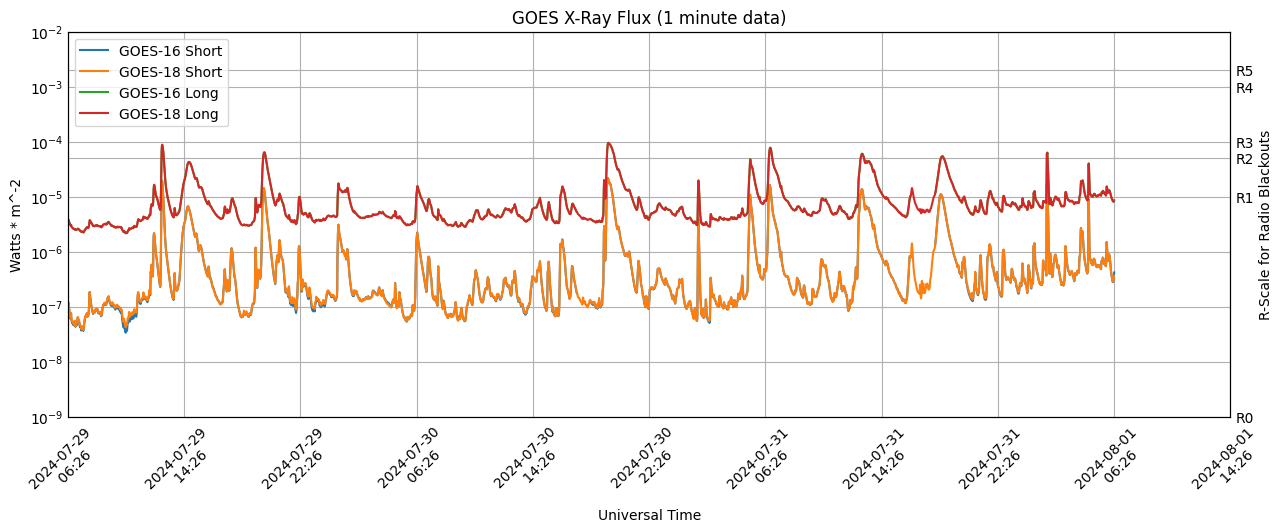 GOES X-Ray Flux (1 minute data)
GOES-16 Short
GOES-18 Short
GOES-16 Long
GOES-18 Long
Watts * m^-2
10^-2
10^-3
10^-4
10^-5
10^-6
10^-7
10^-8
10^-9
R5
R4
R3
R2
R1
R0
R-Scale for Radio Blackouts
2024-07-29
06:26
2024-07-29
14:26
2024-07-29
22:26
2024-07-30
06:26
2024-07-30
14:26
2024-07-30
22:26
2024-07-31
06:26
2024-07-31
14:26
2024-07-31
22:26
2024-08-01
06:26
2024-08-01
14:26
Universal Time